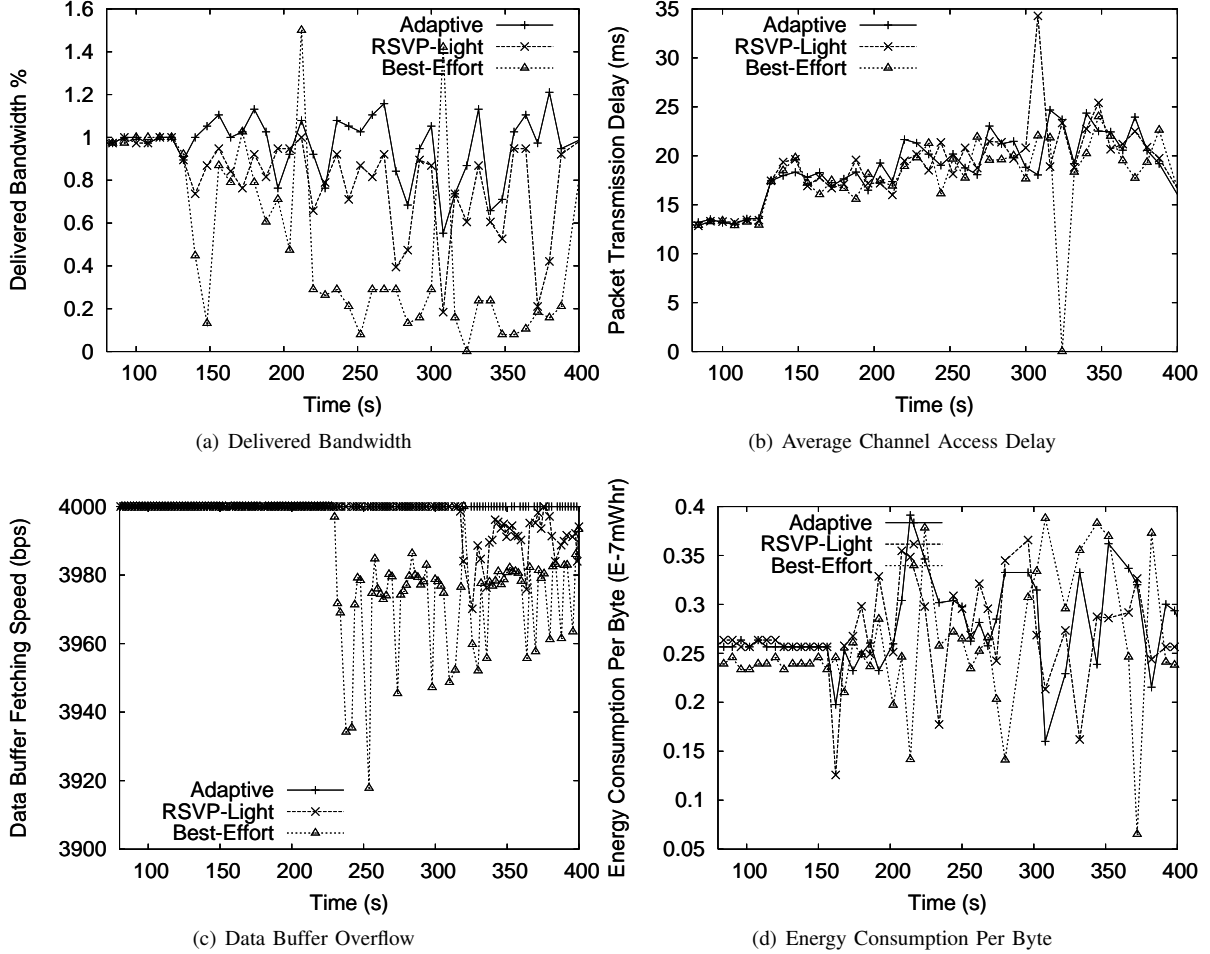 1.6
1.4
1.2
1
0.8
0.6
0.4
0.2
0
Delivered Bandwidth %
Adaptive
RSVP-Light
Best-Effort
100 150 200 250 300 350 400
Time (s)
(a) Delivered Bandwidth
35
30
25
20
15
10
5
0
Packet Transmission Delay (ms)
Adaptive
RSVP-Light
Best-Effort
100 150 200 250 300 350 400
Time (s)
(b) Average Channel Access Delay
4000
3980
3960
3940
3920
3900
Data Buffer Fetching Speed (bps)
Adaptive
RSVP-Light
Best-Effort
100 150 200 250 300 350 400
Time (s)
(c) Data Buffer Overflow
0.4
0.35
0.3
0.25
0.2
0.15
0.1
0.05
Energy Consumption Per Byte (E-7mWhr)
Adaptive
RSVP-Light
Best-Effort
100 150 200 250 300 350 400
Time (s)
(d) Energy Consumption Per Byte